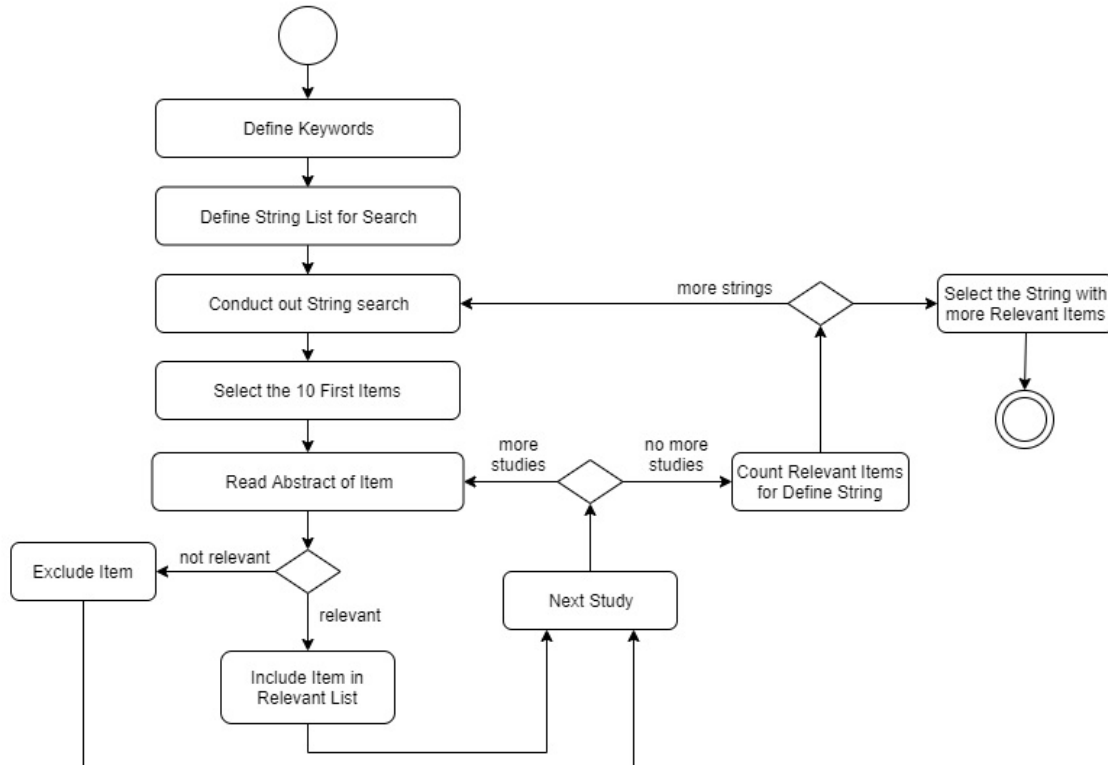 Define Keywords
Define String List for Search
Conduct out String search
more strings
Select the String with
more Relevant Items
Select the 10 First Items
more
studies
no more
studies
Read Abstract of Item
Count Relevant Items
for Define String
Exclude Item
not relevant
relevant
Next Study
Include Item in
Relevant List